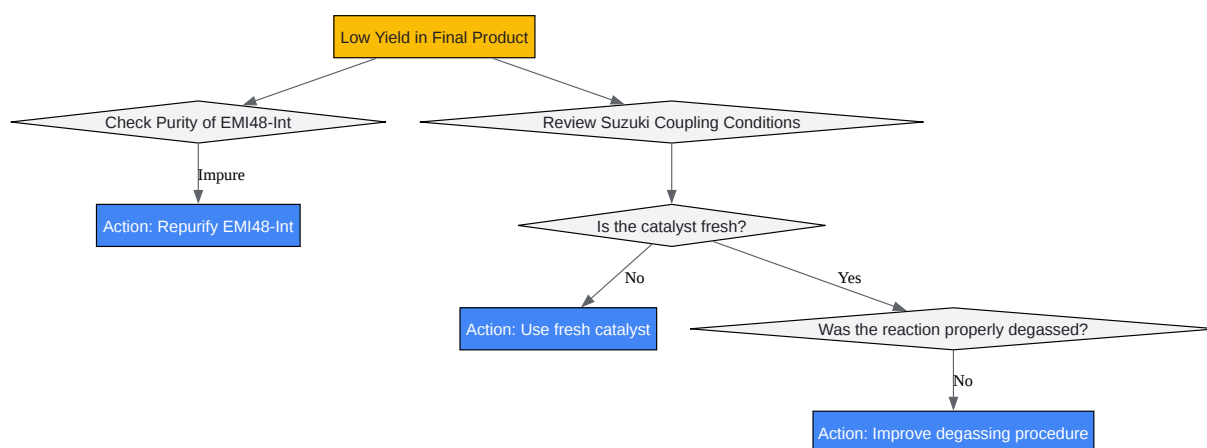 Low Yield in Final Product
Check Purity of EMI48-Int
Review Suzuki Coupling Conditions
Impure
Action: Repurify EMI48-Int
Is the catalyst fresh?
No
Yes
Action: Use fresh catalyst
Was the reaction properly degassed?
No
Action: Improve degassing procedure